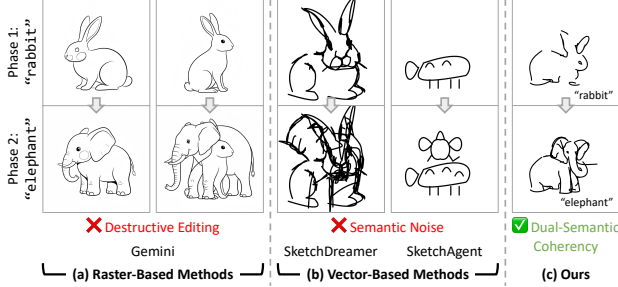 Phase 1:
“rabbit”
“rabbit”
Phase 2:
“elephant”
“elephant”
Destructive Editing
Semantic Noise
Dual-Semantic
Coherency
Gemini
SketchDreamer
SketchAgent
(a) Raster-Based Methods
(b) Vector-Based Methods
(c) Ours